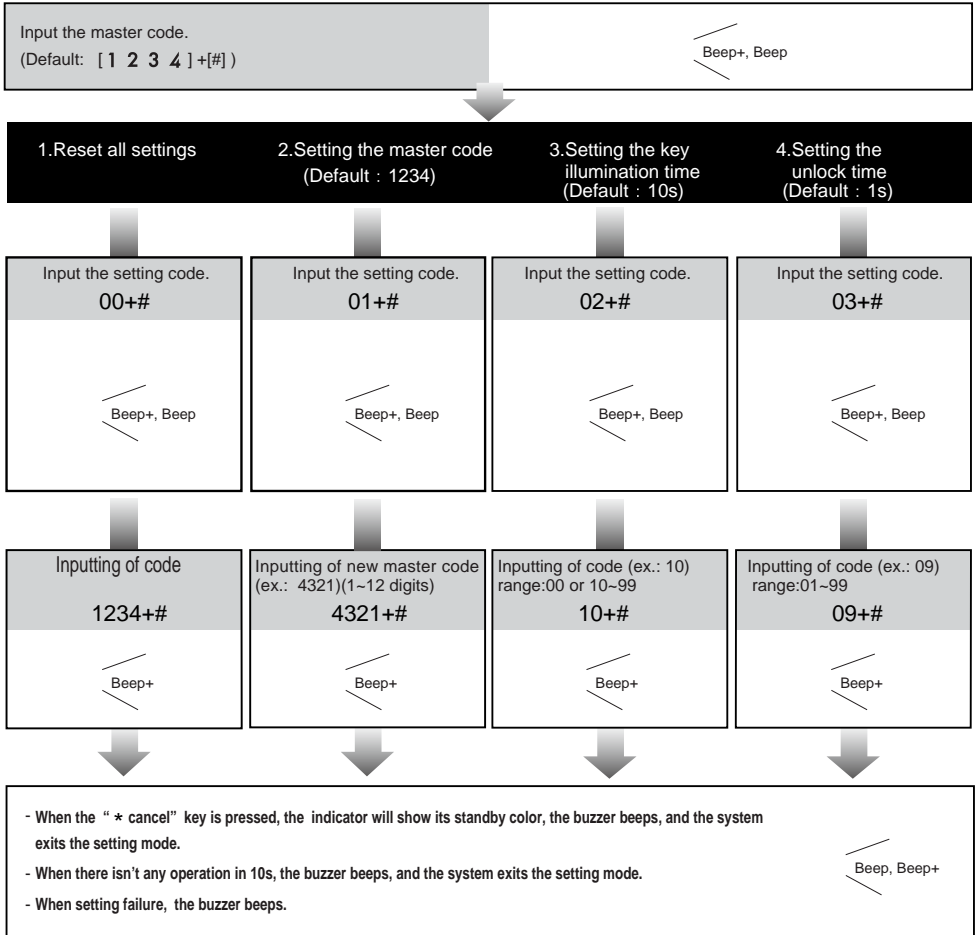 Input the master code.
(Default: [1 2 3 4]+[#])
Beep+, Beep
1.Reset all settings
2.Setting the master code
(Default : 1234)
3.Setting the key
illumination time
(Default : 10s)
4.Setting the
unlock time
(Default : 1s)
Input the setting code.
00+#
Beep+, Beep
Input the setting code.
01+#
Beep+, Beep
Input the setting code.
02+#
Beep+, Beep
Input the setting code.
03+#
Beep+, Beep
Inputting of code
1234+#
Beep+
Inputting of new master code
(ex.: 4321)(1~12 digits)
4321+#
Beep+
Inputting of code (ex.: 10)
range:00 or 10~99
10+#
Beep+
Inputting of code (ex.: 09)
range:01~99
09+#
Beep+
- When the “ * cancel” key is pressed, the indicator will show its standby color, the buzzer beeps, and the system
exits the setting mode.
- When there isn’t any operation in 10s, the buzzer beeps, and the system exits the setting mode.
- When setting failure, the buzzer beeps.
Beep, Beep+